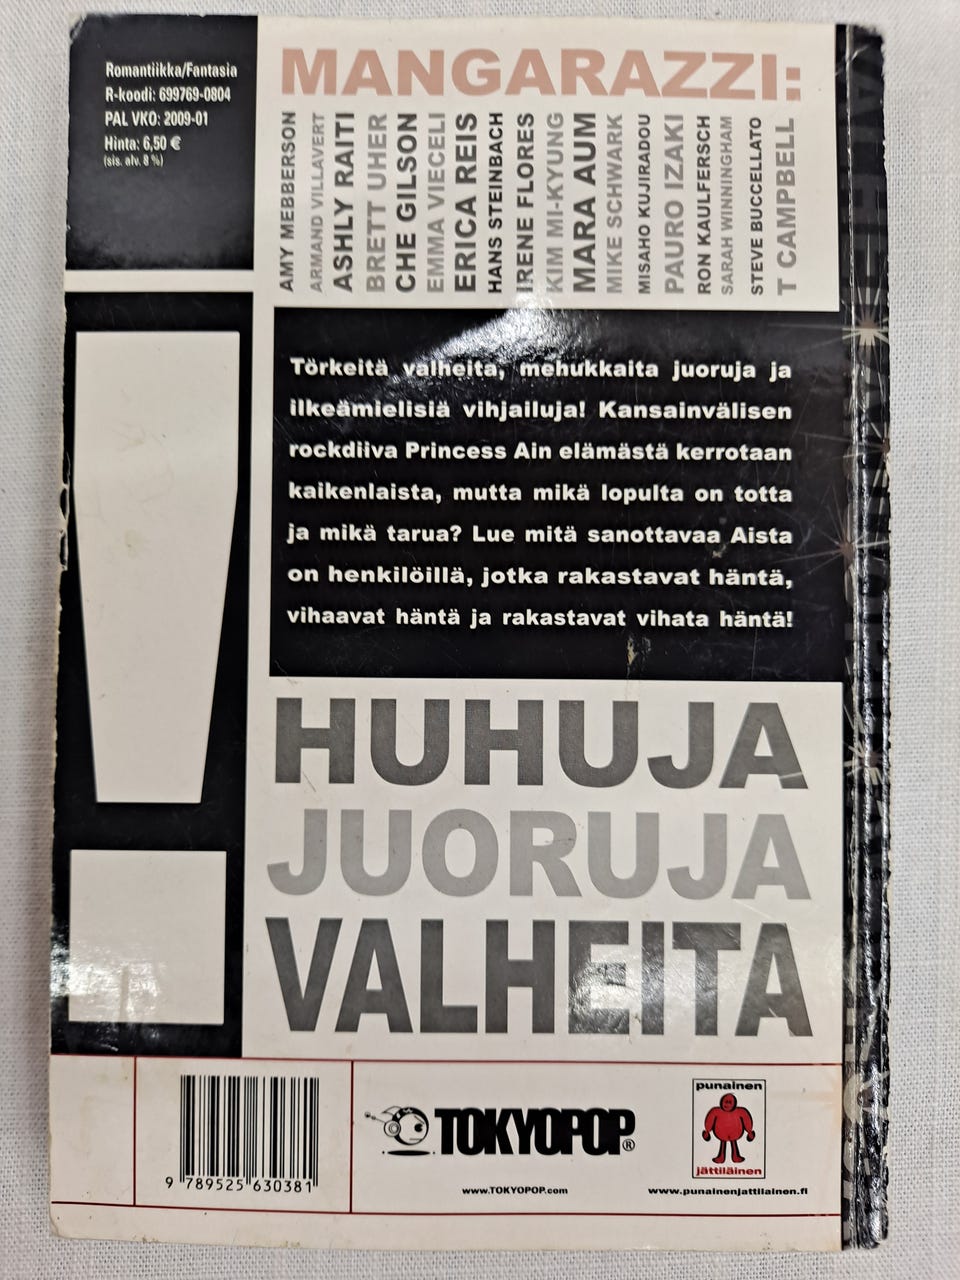 Romantiikka/Fantasia
R-koodi: 699769-0804
PAL VKO: 2009-01
Hinta: 6,50 €
(sis. alv. 8 %)
MANGARAZZI:
AMY MEBBERSON
ARMAND VILLAVERT
ASHLY RAITI
BRETT UHER
CHE GILSON
EMMA VIECELI
ERICA REIS
HANS STEINBACH
IRENE FLORES
KIM MI-KYUNG
MARA AUM
MIKE SCHWARK
MISAHO KUJIRADOU
PAURO IZAKI
RON KAULFERSCH
SARAH WINNINGHAM
STEVE BUCCELLATO
T CAMPBELL
Törkeitä valheita, mehukkaita juoruja ja
ilkeämielisiä vihjailuja! Kansainvälisen
rockdiiva Princess Ain elämästä kerrotaan
kaikenlaista, mutta mikä lopulta on totta
ja mikä tarua? Lue mitä sanottavaa Aista
on henkilöillä, jotka rakastavat häntä,
vihaavat häntä ja rakastavat vihata häntä!
!
HUHUJA
JUORUJA
VALHEITA
9 789525 630381
TOKYOPOP®
www.TOKYOPOP.com
punainen
jättiläinen
www.punainenjattilainen.fi